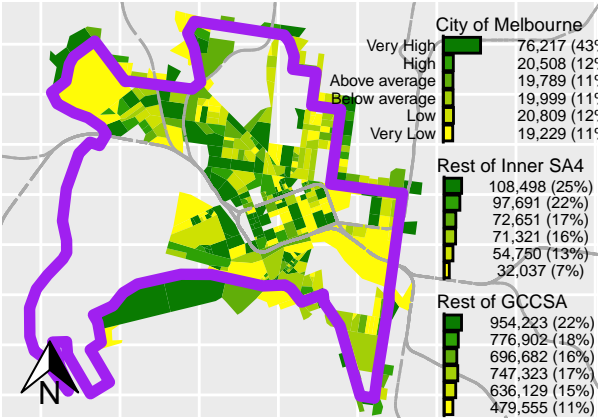 City of Melbourne
Very High 76,217 (43%
High 20,508 (12%
Above average 19,789 (11%
Below average 19,999 (11%
Low 20,809 (12%
Very Low 19,229 (11%
Rest of Inner SA4
108,498 (25%)
97,691 (22%)
72,651 (17%)
71,321 (16%)
54,750 (13%)
32,037 (7%)
Rest of GCCSA
954,223 (22%)
776,902 (18%)
696,682 (16%)
747,323 (17%)
636,129 (15%)
479,555 (11%)
N